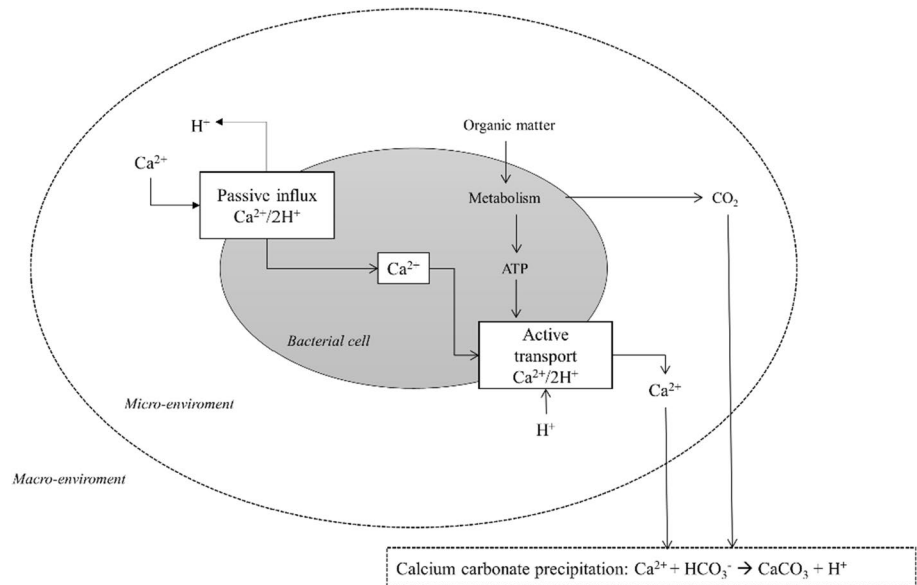 Organic matter
H⁺
Ca²⁺
Passive influx
Ca²⁺/2H⁺
Metabolism
CO₂
Ca²⁺
ATP
Bacterial cell
Active
transport
Ca²⁺/2H⁺
Ca²⁺
Micro-enviroment
H⁺
Macro-enviroment
Calcium carbonate precipitation: Ca²⁺ + HCO₃⁻ → CaCO₃ + H⁺